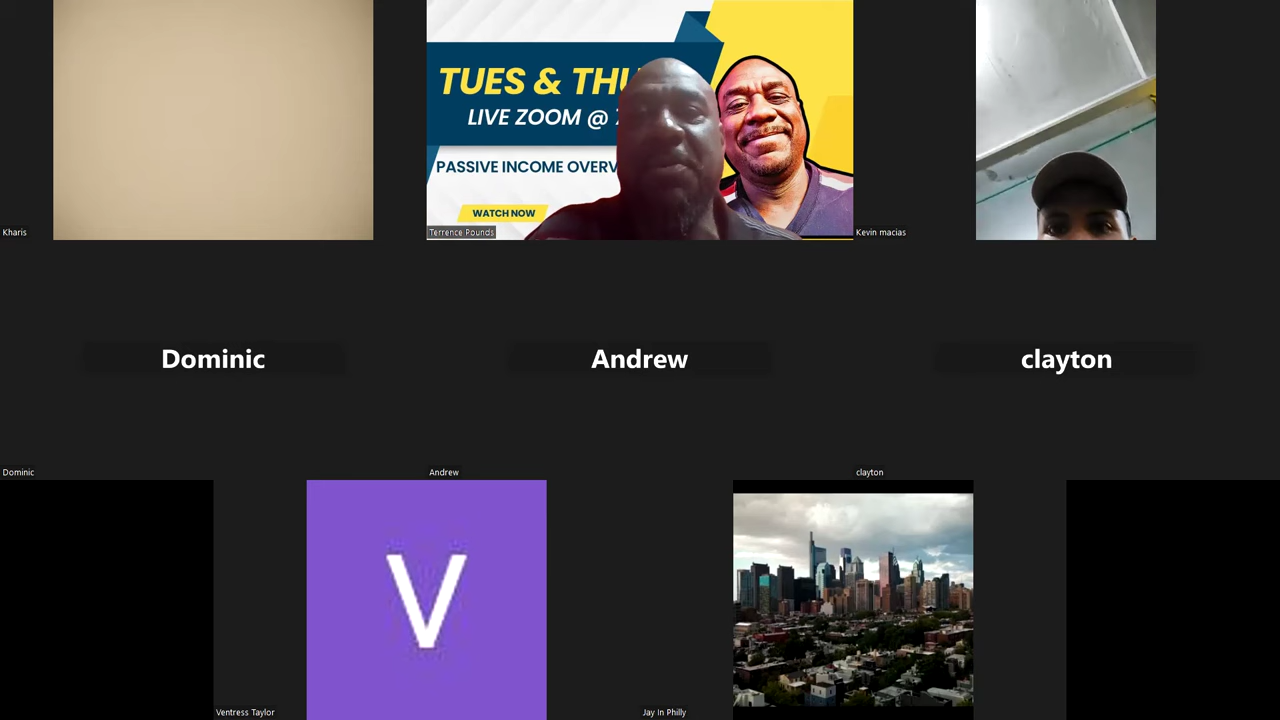 TUES & THU
LIVE ZOOM @ 7
PASSIVE INCOME OVERV
WATCH NOW
Kharis
Terrence Pounds
Kevin macias
Dominic
Andrew
clayton
Dominic
Andrew
clayton
V
Ventress Taylor
Jay In Philly